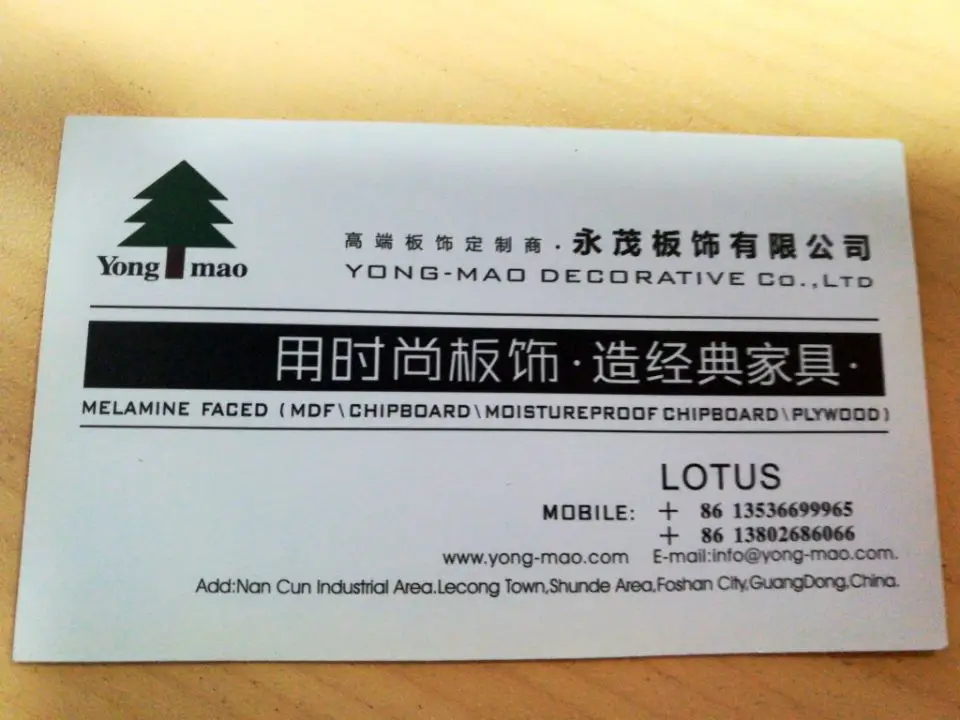 Yong mao
高端板饰定制商·永茂板饰有限公司
YONG-MAO DECORATIVE CO.,LTD
用时尚板饰·造经典家具·
MELAMINE FACED (MDF\CHIPBOARD\MOISTUREPROOF CHIPBOARD\PLYWOOD)
LOTUS
MOBILE: + 86 13536699965
+ 86 13802686066
www.yong-mao.com E-mail:info@yong-mao.com.
Add:Nan Cun Industrial Area.Lecong Town,Shunde Area,Foshan City,GuangDong,China.